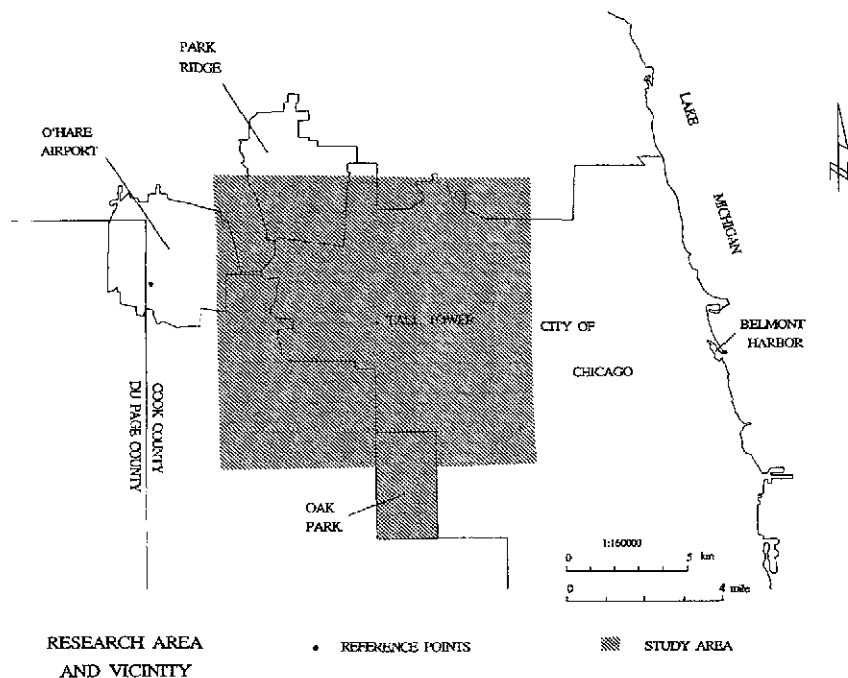 PARK
RIDGE
O'HARE
AIRPORT
LAKE
MICHIGAN
TALL TOWER
CITY OF
CHICAGO
BELMONT
HARBOR
COOK COUNTY
DU PAGE COUNTY
OAK
PARK
1:160000
0 5 km
0 4 mile
RESEARCH AREA
AND VICINITY
REFERENCE POINTS
STUDY AREA
N